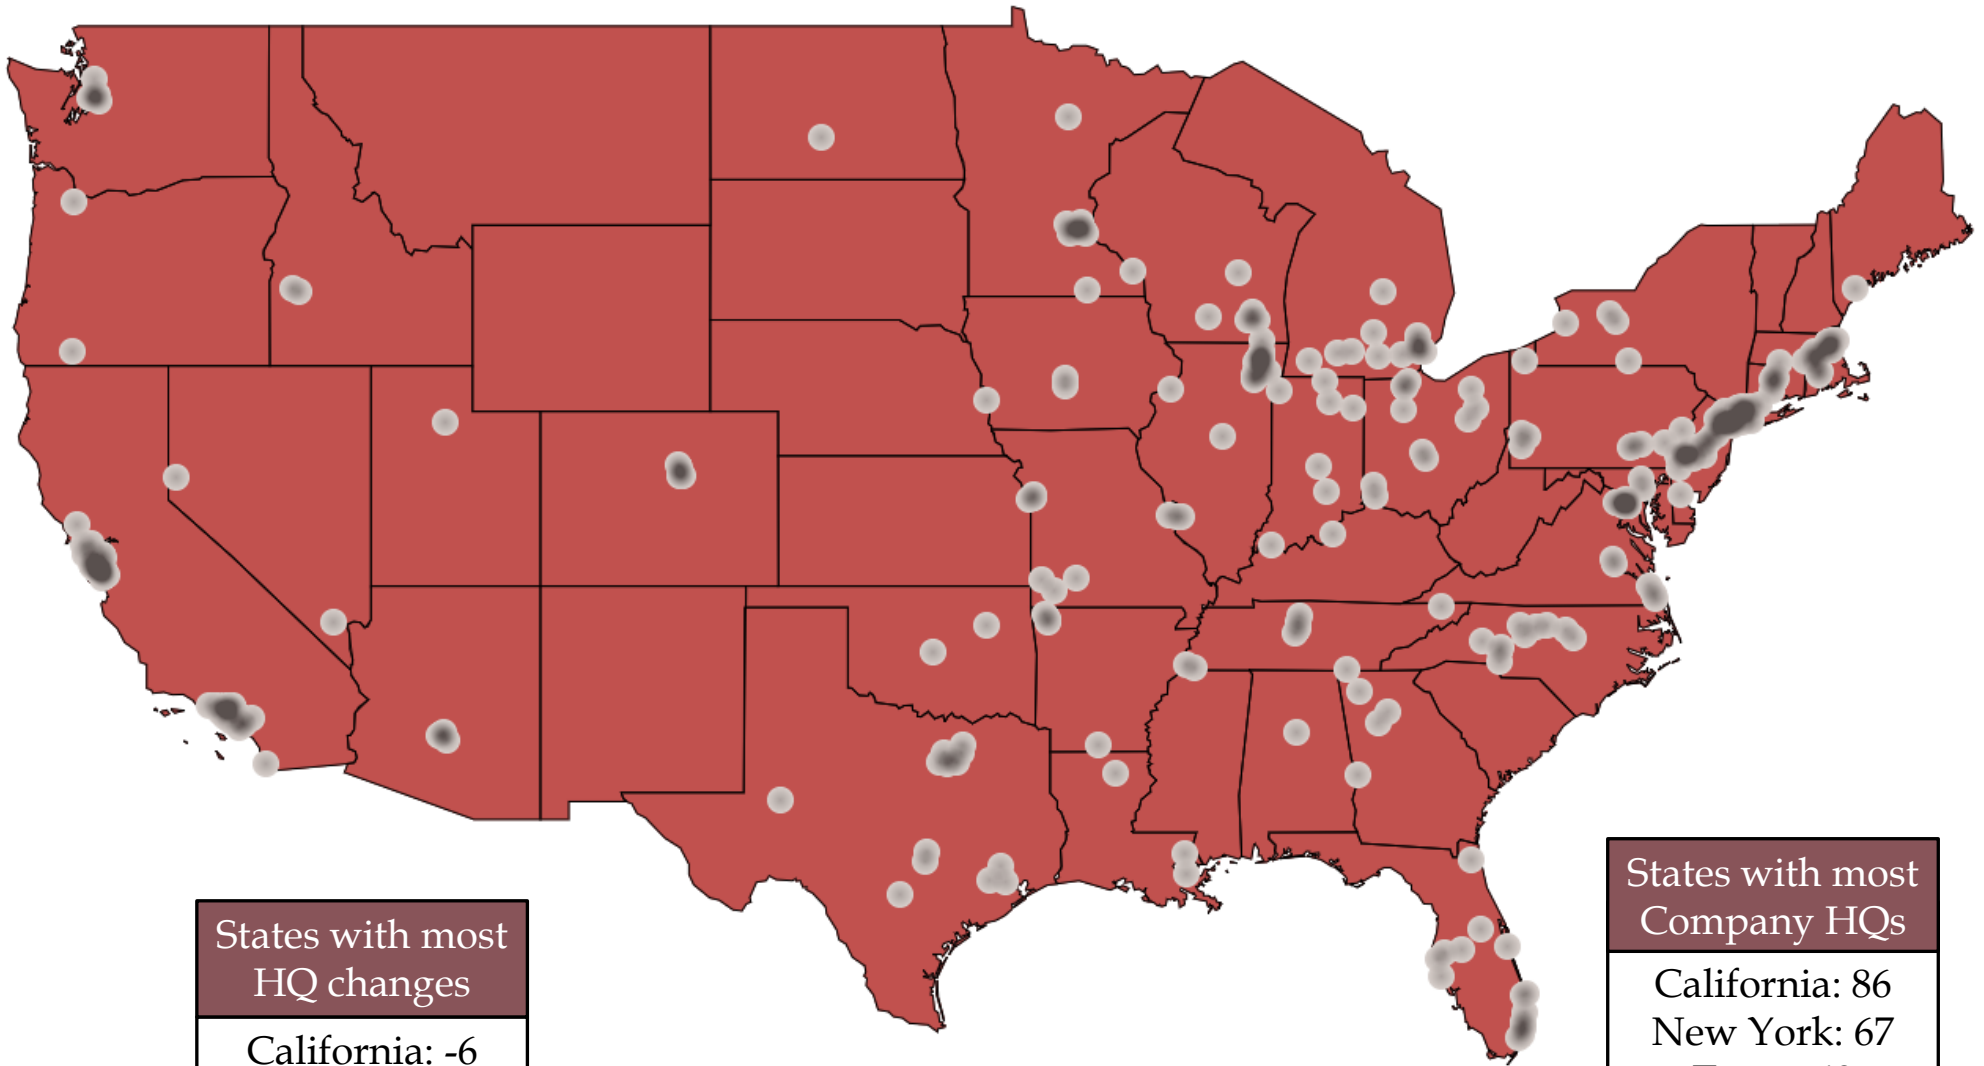 States with most
HQ changes
California: -6
States with most
Company HQs
California: 86
New York: 67